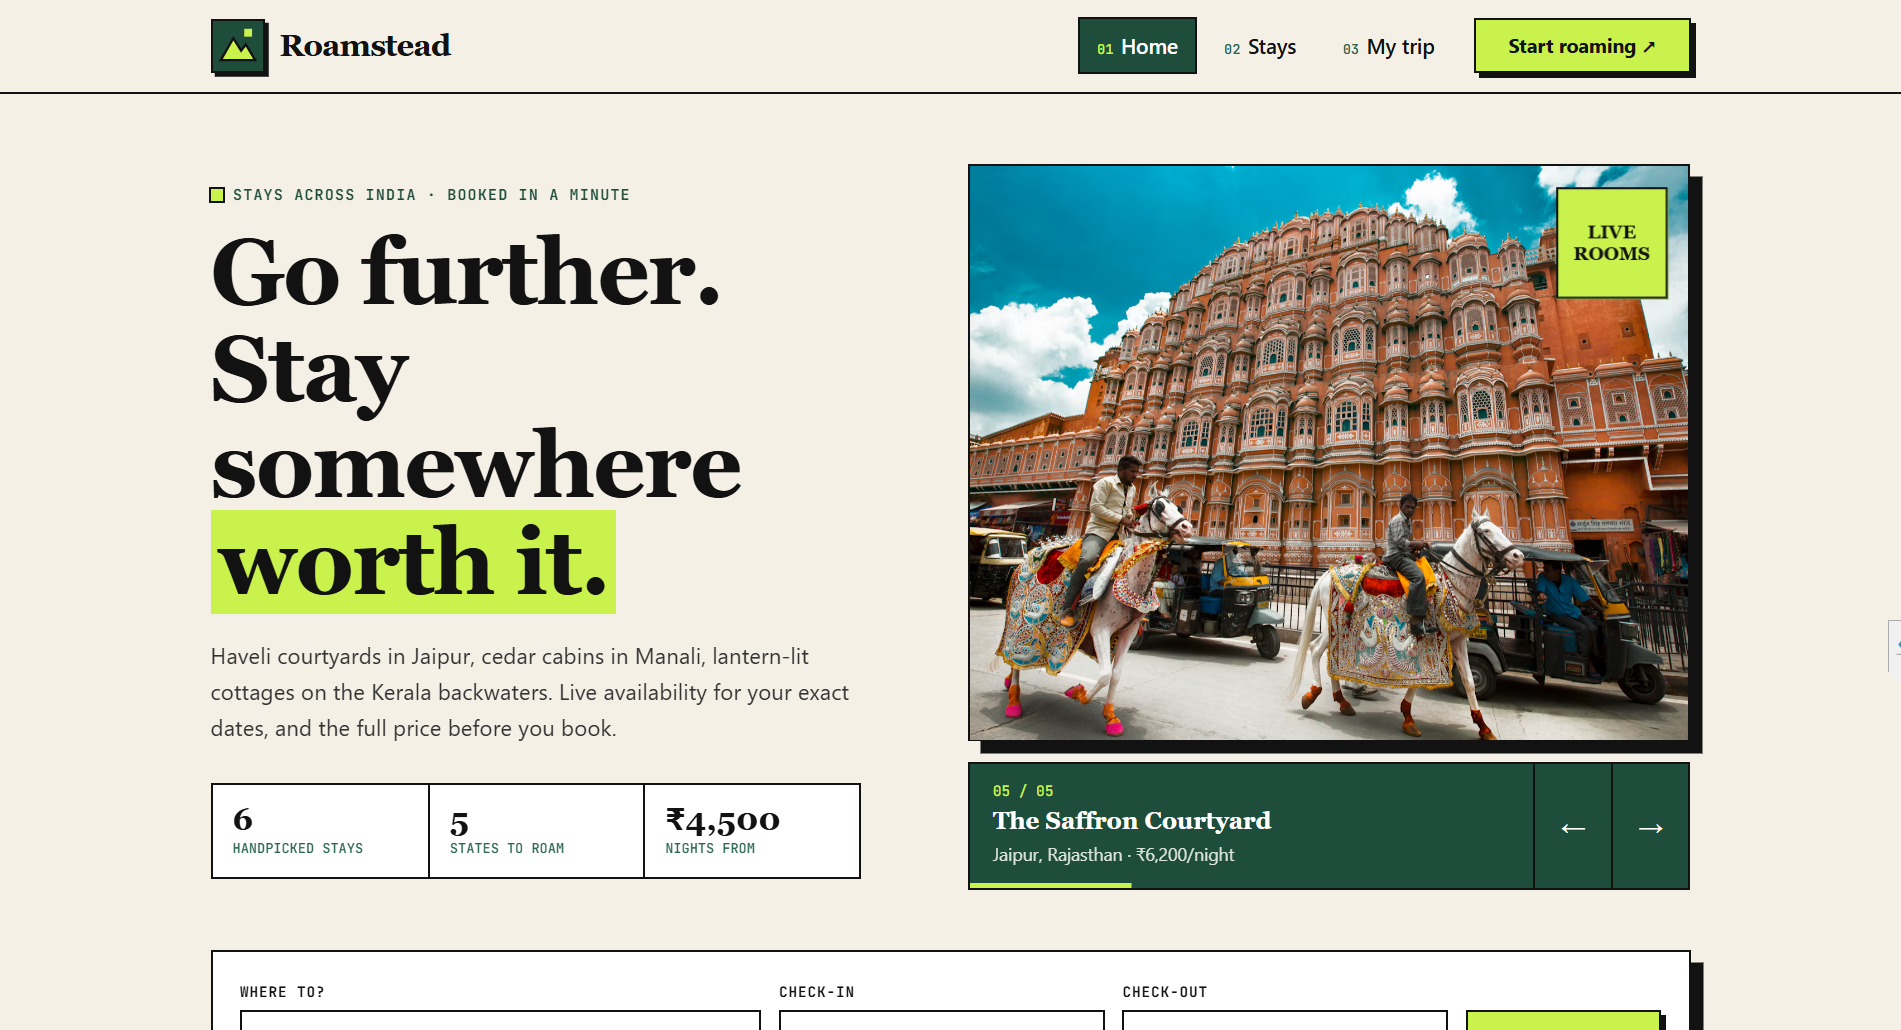 Roamstead
01 Home
02 Stays
03 My trip
Start roaming ↗
STAYS ACROSS INDIA · BOOKED IN A MINUTE
Go further.
Stay
somewhere
worth it.
Haveli courtyards in Jaipur, cedar cabins in Manali, lantern-lit
cottages on the Kerala backwaters. Live availability for your exact
dates, and the full price before you book.
6
HANDPICKED STAYS
5
STATES TO ROAM
₹4,500
NIGHTS FROM
LIVE
ROOMS
05 / 05
The Saffron Courtyard
Jaipur, Rajasthan · ₹6,200/night
← →
WHERE TO?
CHECK-IN
CHECK-OUT